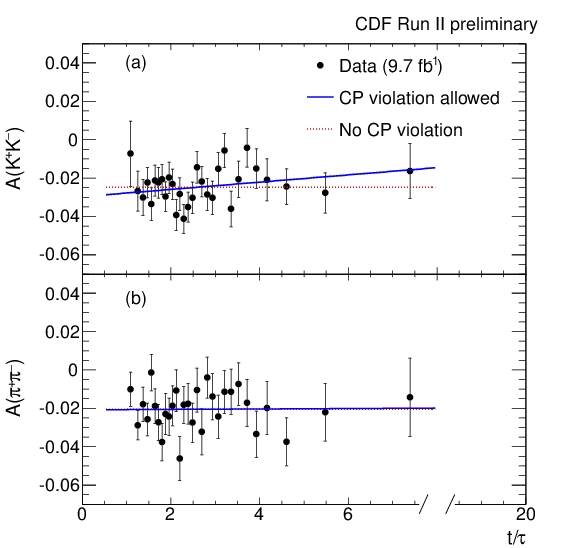 CDF Run II preliminary
(a)
Data (9.7 fb¹)
CP violation allowed
No CP violation
A(K⁺K⁻)
0.04
0.02
0
-0.02
-0.04
-0.06
(b)
A(π⁺π⁻)
0.04
0.02
0
-0.02
-0.04
-0.06
0 2 4 6 20
t/τ